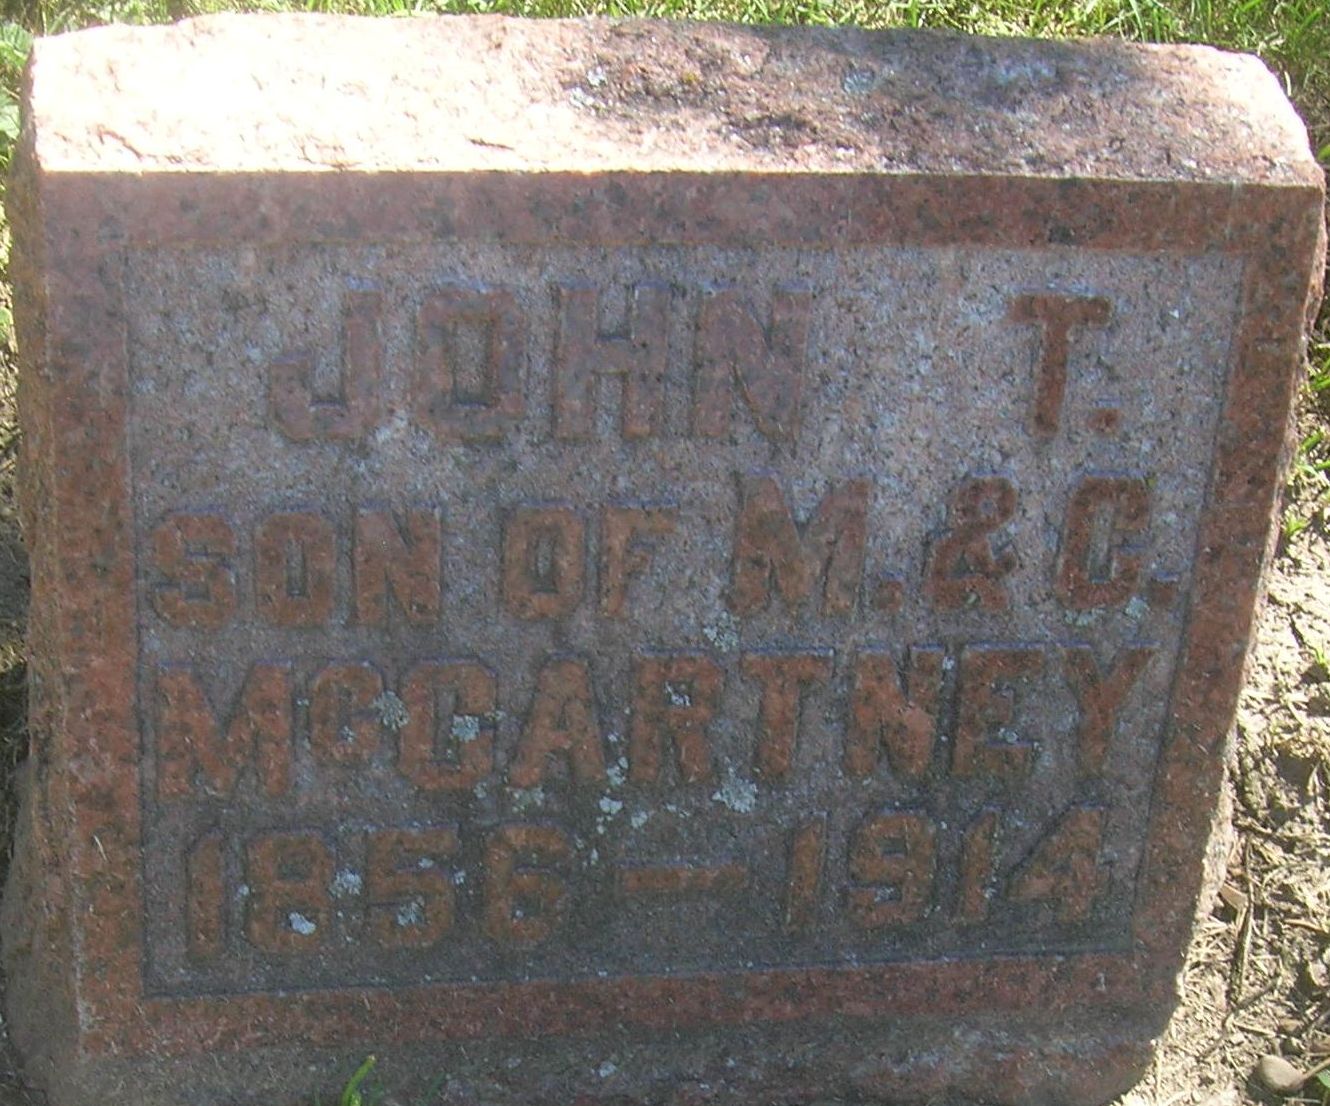 JOHN T.
SON OF M. & C.
McCARTNEY
1856 — 1914